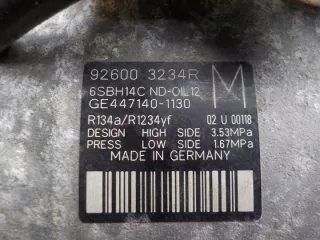 92600 3234R M
6SBH14C ND-OIL12
GE447140-1130
R134a/R1234yf 02 U 00118
DESIGN HIGH SIDE 3.53MPa
PRESS LOW SIDE 1.67MPa
MADE IN GERMANY